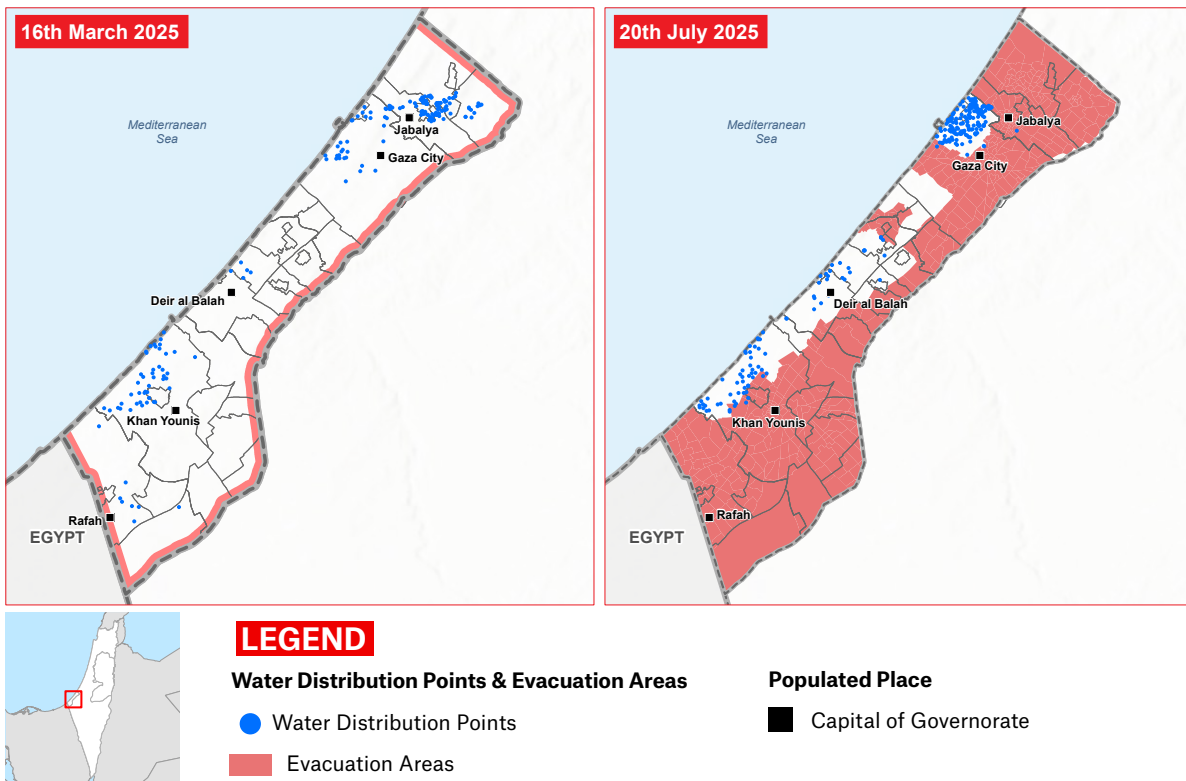 16th March 2025
Mediterranean
Sea
Jabalya
Gaza City
Deir al Balah
Khan Younis
Rafah
EGYPT
20th July 2025
Mediterranean
Sea
Jabalya
Gaza City
Deir al Balah
Khan Younis
Rafah
EGYPT
LEGEND
Water Distribution Points & Evacuation Areas
Water Distribution Points
Evacuation Areas
Populated Place
Capital of Governorate